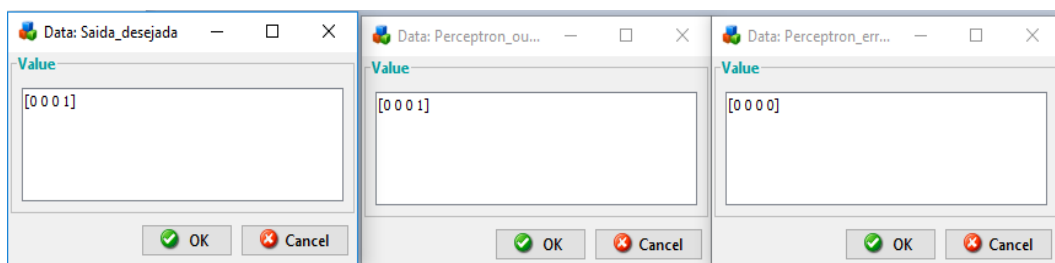 Data: Saida_desejada
Value
[0 0 0 1]
OK
Cancel
Data: Perceptron_ou...
Value
[0 0 0 1]
OK
Cancel
Data: Perceptron_err...
Value
[0 0 0 0]
OK
Cancel